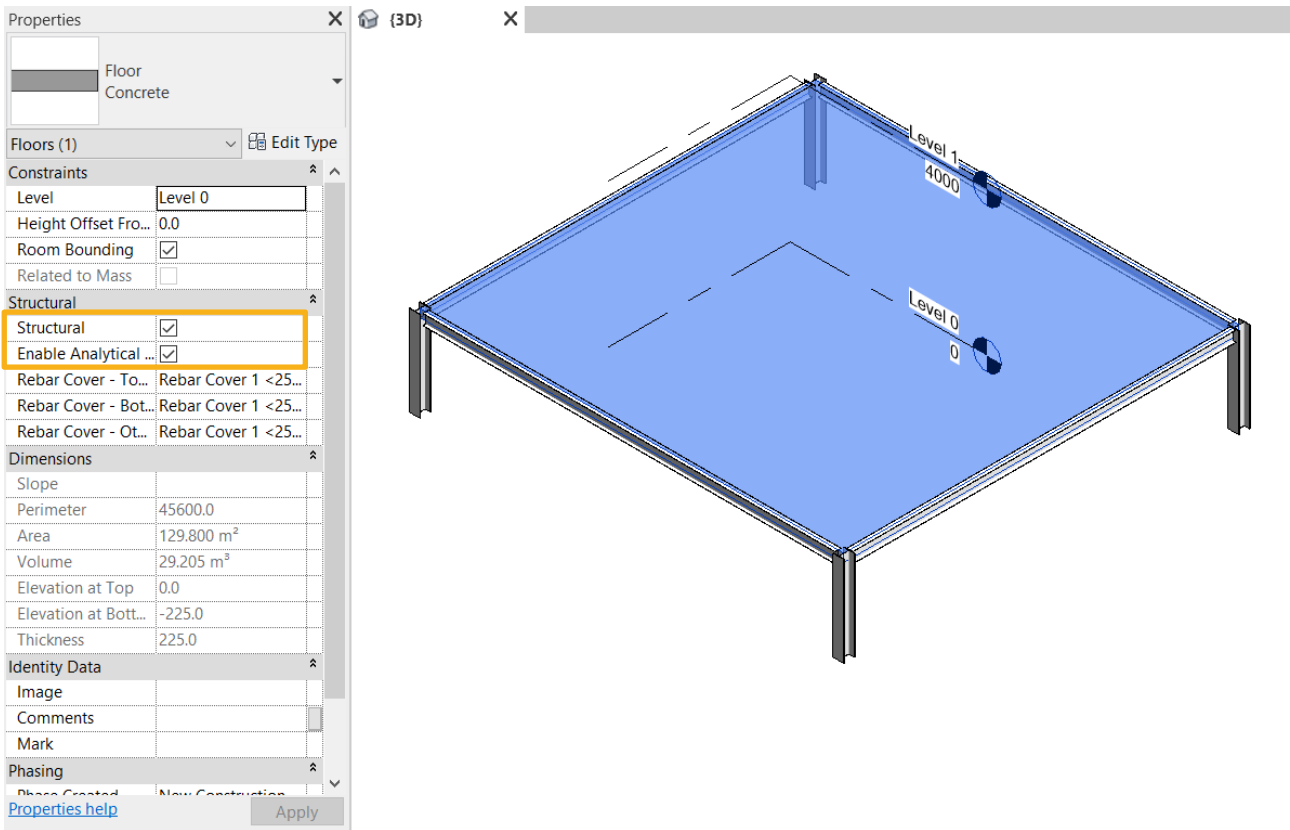 Properties
Floor
Concrete
Floors (1)
Edit Type
Constraints
Level Level 0
Height Offset Fro... 0.0
Room Bounding
Related to Mass
Structural
Structural
Enable Analytical ...
Rebar Cover - To... Rebar Cover 1 <25...
Rebar Cover - Bot... Rebar Cover 1 <25...
Rebar Cover - Ot... Rebar Cover 1 <25...
Dimensions
Slope
Perimeter 45600.0
Area 129.800 m²
Volume 29.205 m³
Elevation at Top 0.0
Elevation at Bott... -225.0
Thickness 225.0
Identity Data
Image
Comments
Mark
Phasing
Phase Created New Construction
Properties help
Apply
{3D}
Level 1
4000
Level 0
0